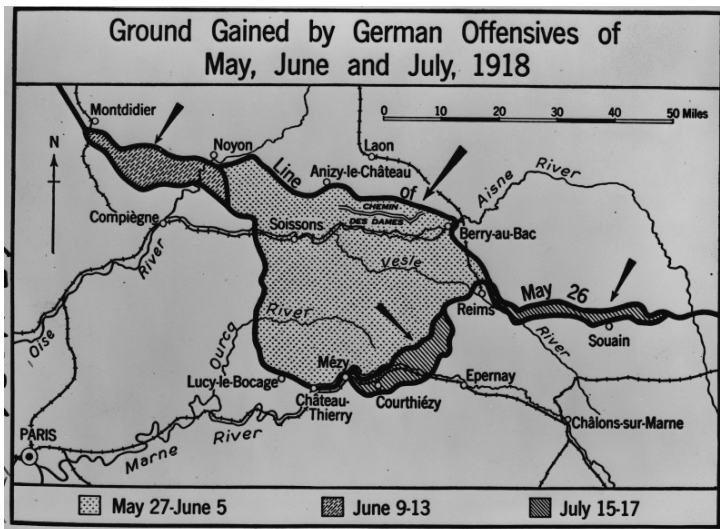 Ground Gained by German Offensives of
May, June and July, 1918
Montdidier
0 10 20 30 40 50 Miles
N
Noyon
Laon
Line of May 26
Anizy-le-Château
Aisne River
CHEMIN
DES DAMES
Compiègne
Soissons
Berry-au-Bac
Oise River
Vesle River
Reims
Souain
Ourcq River
Mézy
Lucy-le-Bocage
Château-
Thierry
Courthiézy
Epernay
Châlons-sur-Marne
PARIS
Marne River
May 27-June 5
June 9-13
July 15-17